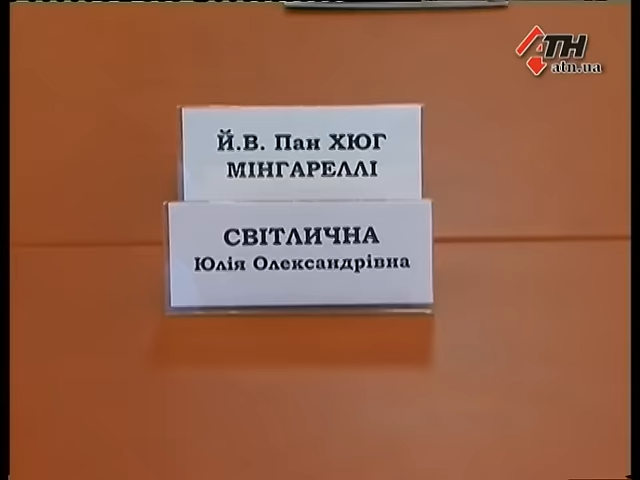 АТН
atn.ua
Й.В. Пан ХЮГ
МІНГАРЕЛЛІ
СВІТЛИЧНА
Юлія Олександрівна